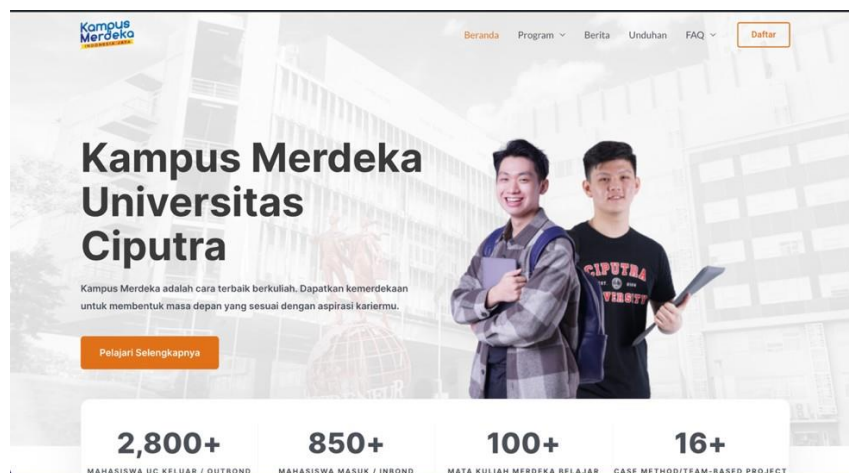 Kampus
Merdeka
INDONESIA JAYA
Beranda Program Berita Unduhan FAQ Daftar
Kampus Merdeka
Universitas
Ciputra
Kampus Merdeka adalah cara terbaik berkuliah. Dapatkan kemerdekaan
untuk membentuk masa depan yang sesuai dengan aspirasi kariermu.
Pelajari Selengkapnya
CIPUTRA
EST.
2,800+ 850+ 100+ 16+
MAHASISWA UC KELUAR / OUTBOND MAHASISWA MASUK / INBOND MATA KULIAH MERDEKA BELAJAR CASE METHOD/TEAM-BASED PROJECT